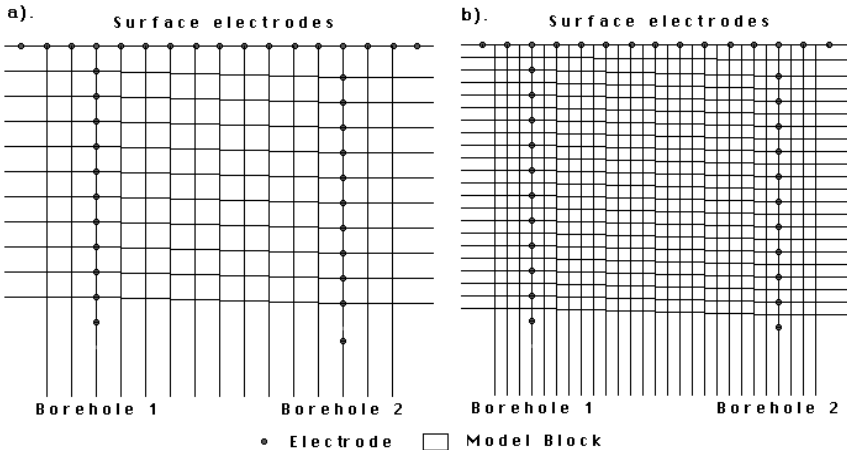 a).
Surface electrodes
b).
Surface electrodes
Borehole 1
Borehole 2
Borehole 1
Borehole 2
Electrode
Model Block